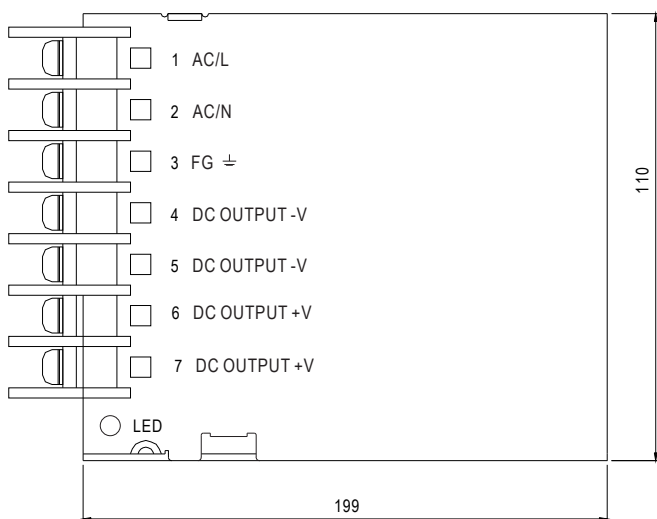 1 AC/L
2 AC/N
3 FG ⏚
4 DC OUTPUT -V
5 DC OUTPUT -V
6 DC OUTPUT +V
7 DC OUTPUT +V
LED
110
199